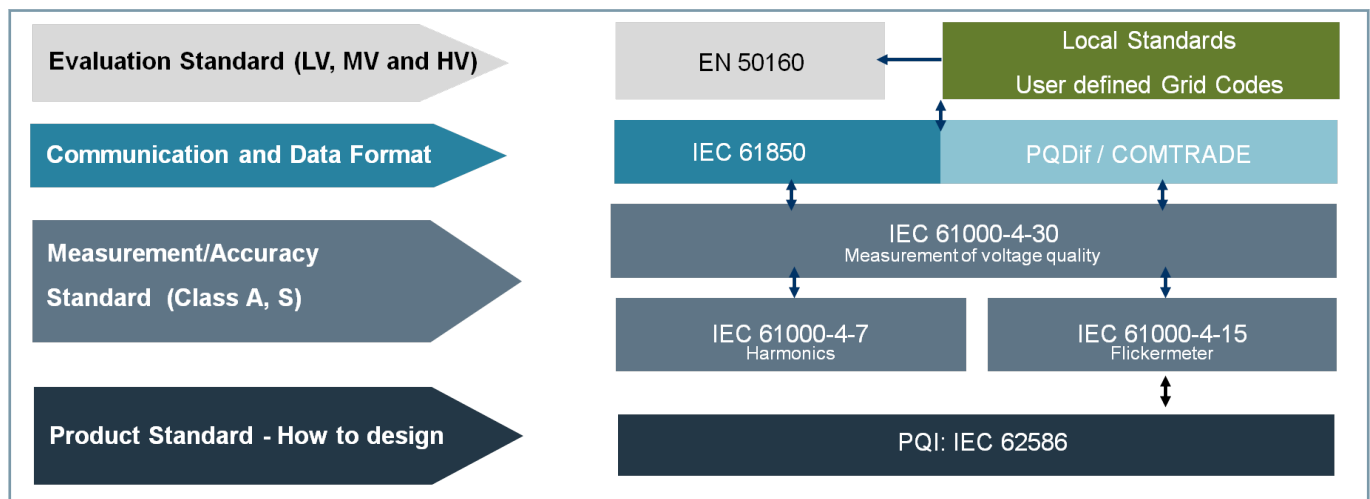 Evaluation Standard (LV, MV and HV)
EN 50160
Local Standards
User defined Grid Codes
Communication and Data Format
IEC 61850
PQDif / COMTRADE
Measurement/Accuracy
Standard (Class A, S)
IEC 61000-4-30
Measurement of voltage quality
IEC 61000-4-7
Harmonics
IEC 61000-4-15
Flickermeter
Product Standard - How to design
PQI: IEC 62586